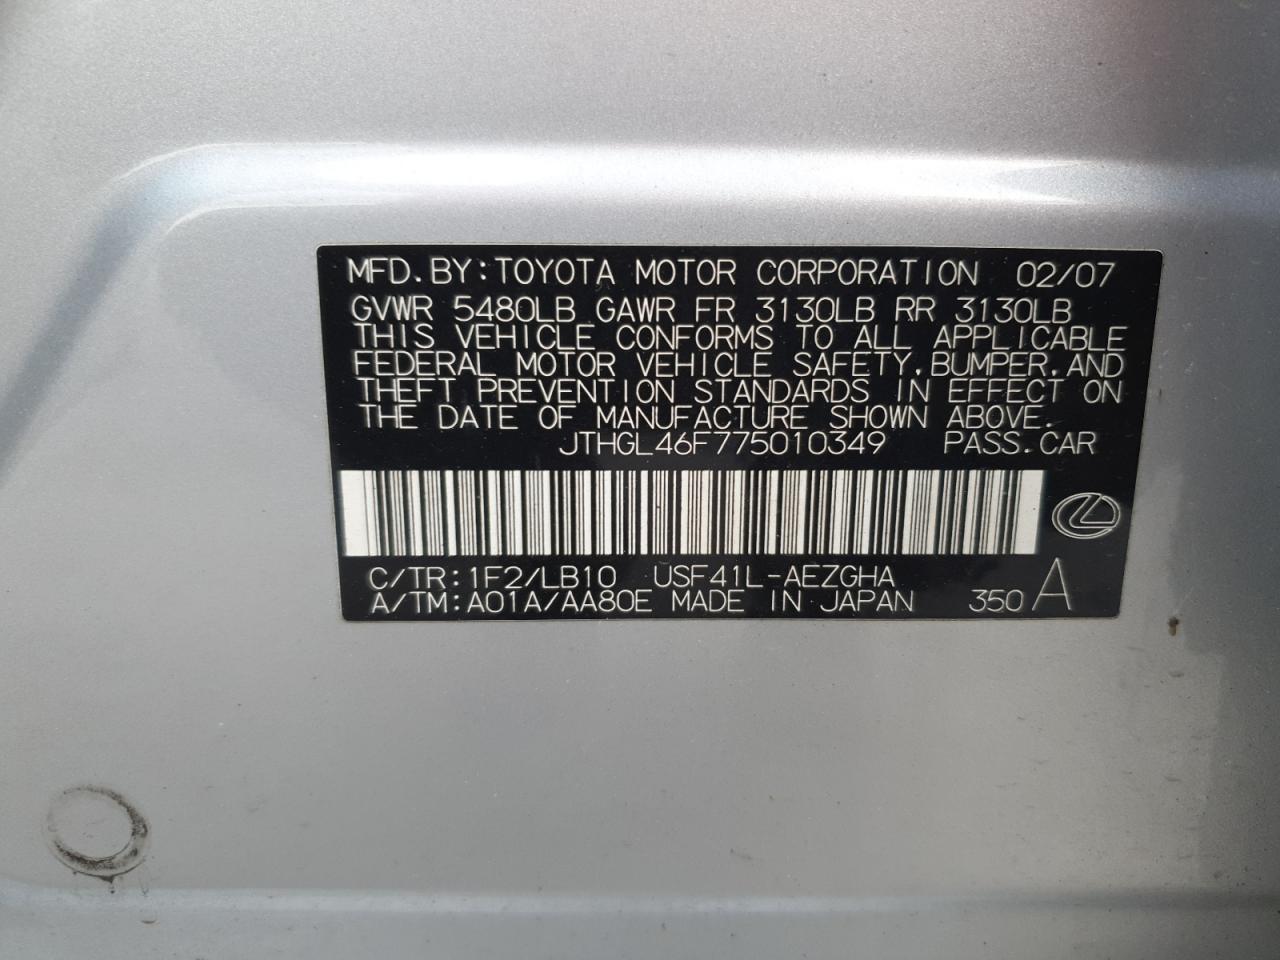 MFD.BY:TOYOTA MOTOR CORPORATION 02/07
GVWR 5480LB GAWR FR 3130LB RR 3130LB
THIS VEHICLE CONFORMS TO ALL APPLICABLE
FEDERAL MOTOR VEHICLE SAFETY,BUMPER,AND
THEFT PREVENTION STANDARDS IN EFFECT ON
THE DATE OF MANUFACTURE SHOWN ABOVE.
JTHGL46F775010349 PASS.CAR
C/TR:1F2/LB10 USF41L-AEZGHA
A/TM:A01A/AA80E MADE IN JAPAN 350 A